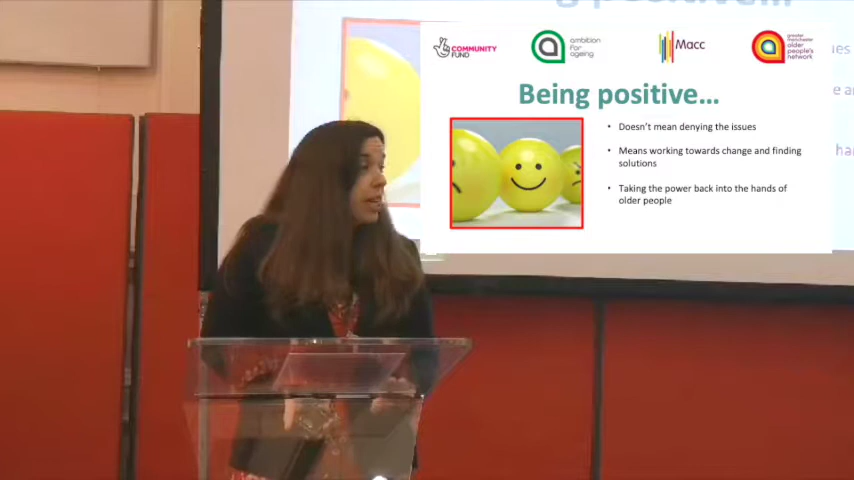 COMMUNITY
FUND
ambition
for
ageing
Macc
greater
manchester
older
people's
network
Being positive...
• Doesn't mean denying the issues
• Means working towards change and finding
solutions
• Taking the power back into the hands of
older people